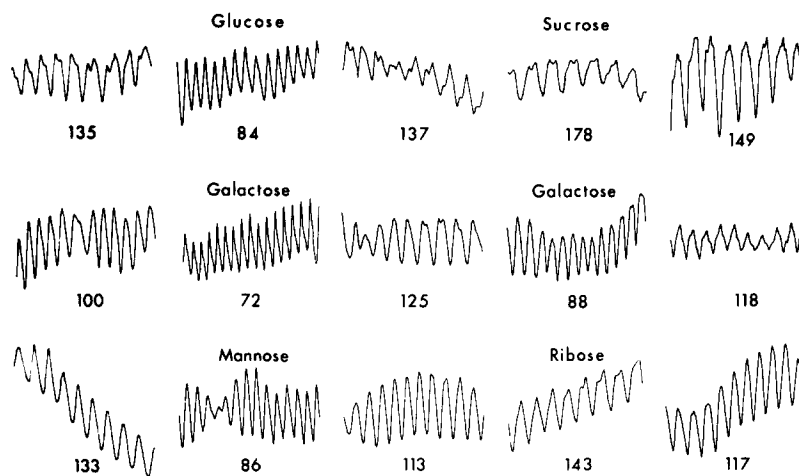 Glucose Sucrose
135 84 137 178 149
Galactose Galactose
100 72 125 88 118
Mannose Ribose
133 86 113 143 117